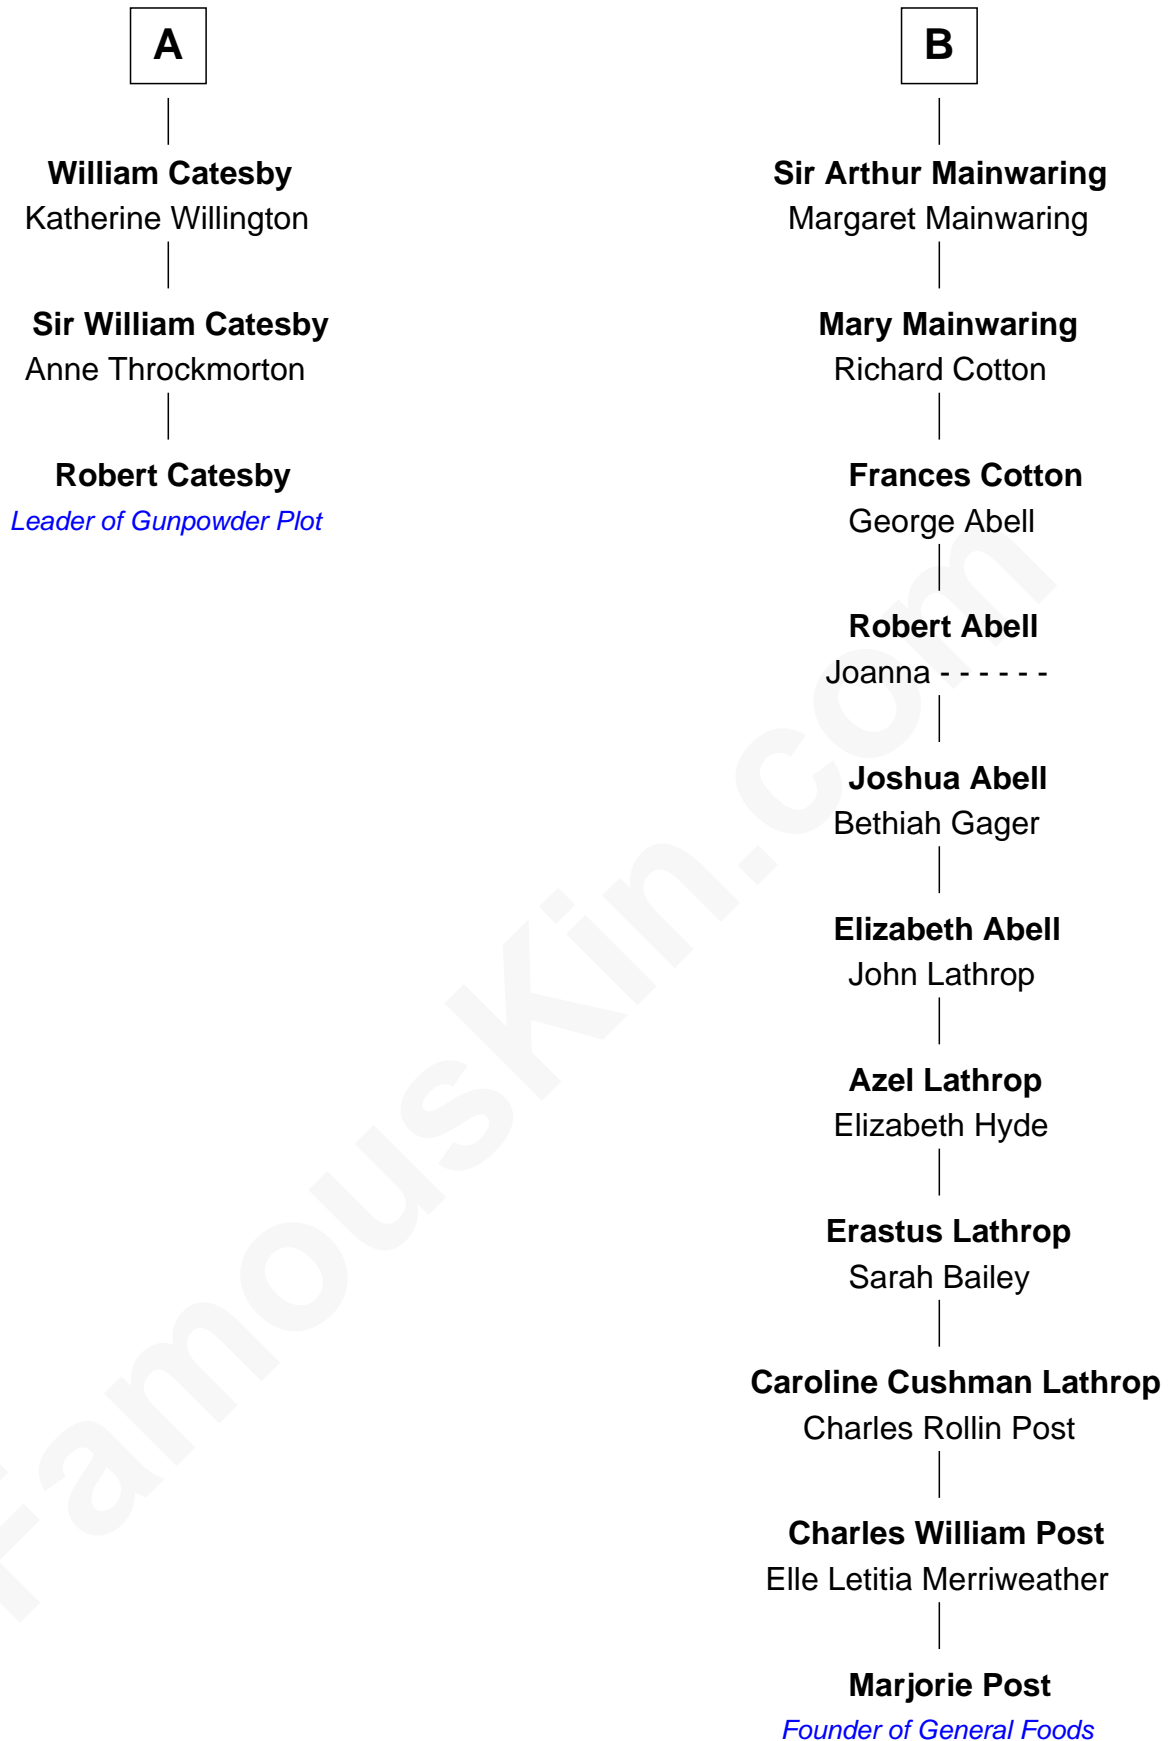 A
William Catesby
Katherine Willington
Sir William Catesby
Anne Throckmorton
Robert Catesby
Leader of Gunpowder Plot
B
Sir Arthur Mainwaring
Margaret Mainwaring
Mary Mainwaring
Richard Cotton
Frances Cotton
George Abell
Robert Abell
Joanna - - - - - -
Joshua Abell
Bethiah Gager
Elizabeth Abell
John Lathrop
Azel Lathrop
Elizabeth Hyde
Erastus Lathrop
Sarah Bailey
Caroline Cushman Lathrop
Charles Rollin Post
Charles William Post
Elle Letitia Merriweather
Marjorie Post
Founder of General Foods
FamousKin.com